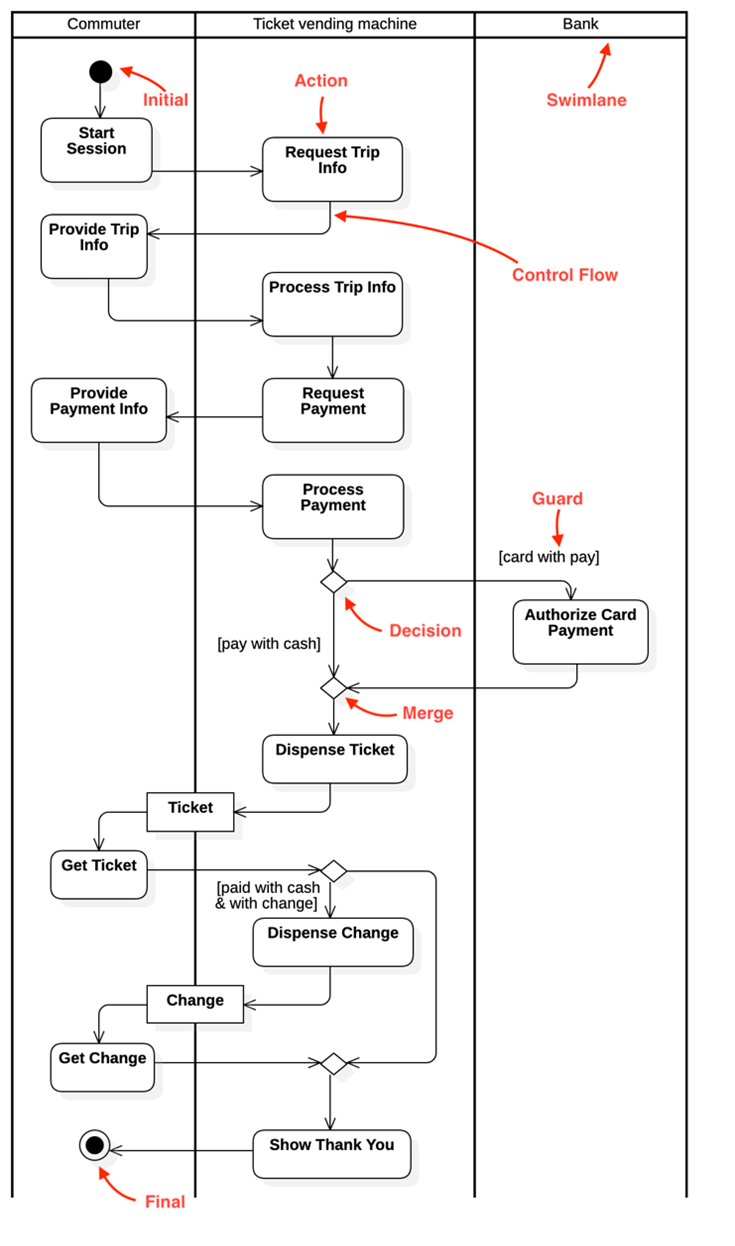 Commuter
Ticket vending machine
Bank
Initial
Action
Swimlane
Start
Session
Request Trip
Info
Provide Trip
Info
Control Flow
Process Trip Info
Provide
Payment Info
Request
Payment
Process
Payment
Guard
[card with pay]
Authorize Card
Payment
Decision
[pay with cash]
Merge
Dispense Ticket
Ticket
Get Ticket
[paid with cash
& with change]
Dispense Change
Change
Get Change
Show Thank You
Final